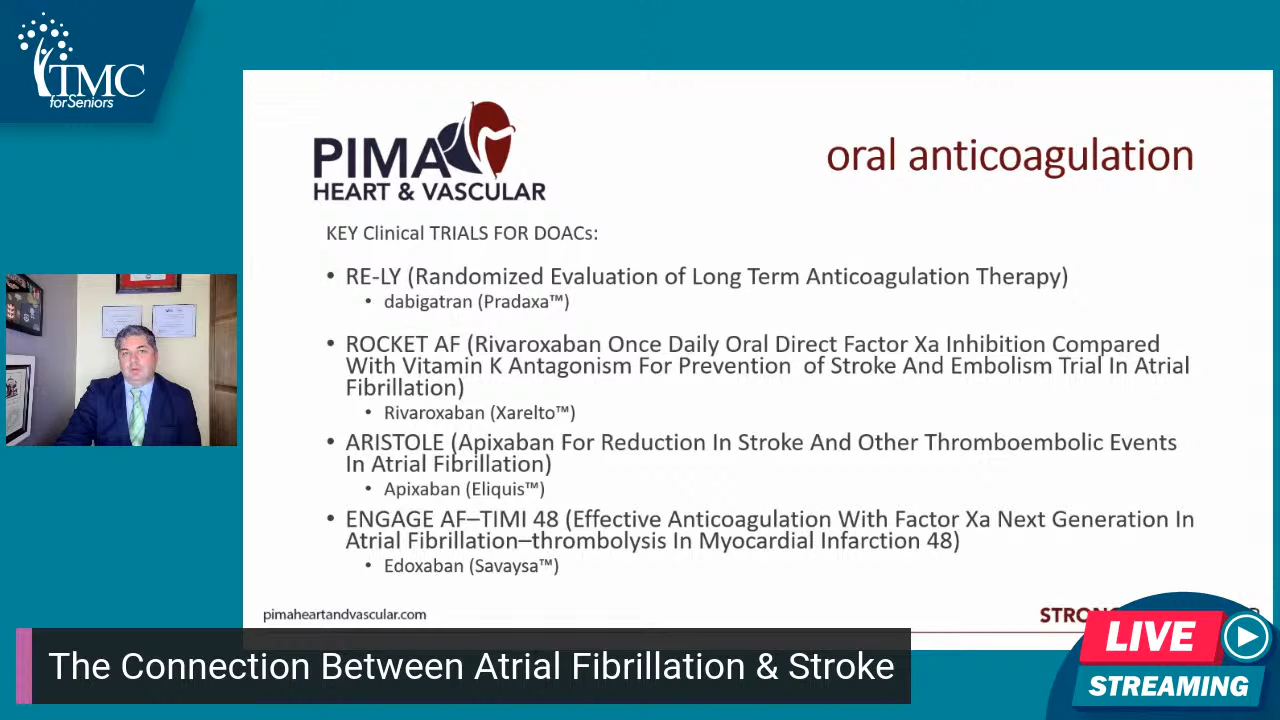 TMC
for Seniors
PIMA
HEART & VASCULAR
oral anticoagulation
KEY Clinical TRIALS FOR DOACs:
• RE-LY (Randomized Evaluation of Long Term Anticoagulation Therapy)
• dabigatran (Pradaxa™)
• ROCKET AF (Rivaroxaban Once Daily Oral Direct Factor Xa Inhibition Compared
With Vitamin K Antagonism For Prevention of Stroke And Embolism Trial In Atrial
Fibrillation)
• Rivaroxaban (Xarelto™)
• ARISTOLE (Apixaban For Reduction In Stroke And Other Thromboembolic Events
In Atrial Fibrillation)
• Apixaban (Eliquis™)
• ENGAGE AF–TIMI 48 (Effective Anticoagulation With Factor Xa Next Generation In
Atrial Fibrillation–thrombolysis In Myocardial Infarction 48)
• Edoxaban (Savaysa™)
pimaheartandvascular.com
The Connection Between Atrial Fibrillation & Stroke
LIVE
STREAMING